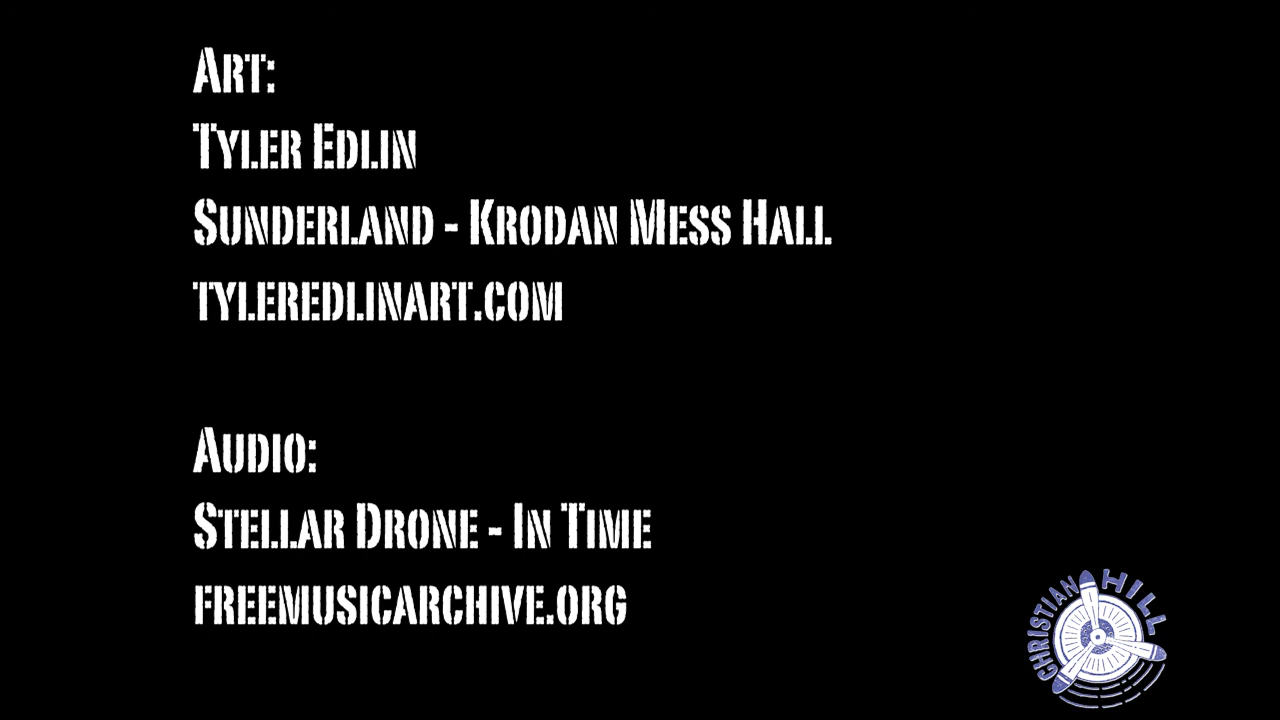 Art:
Tyler Edlin
Sunderland - Krodan Mess Hall
tyleredlinart.com
Audio:
Stellar Drone - In Time
freemusicarchive.org
CHRISTIAN HILL